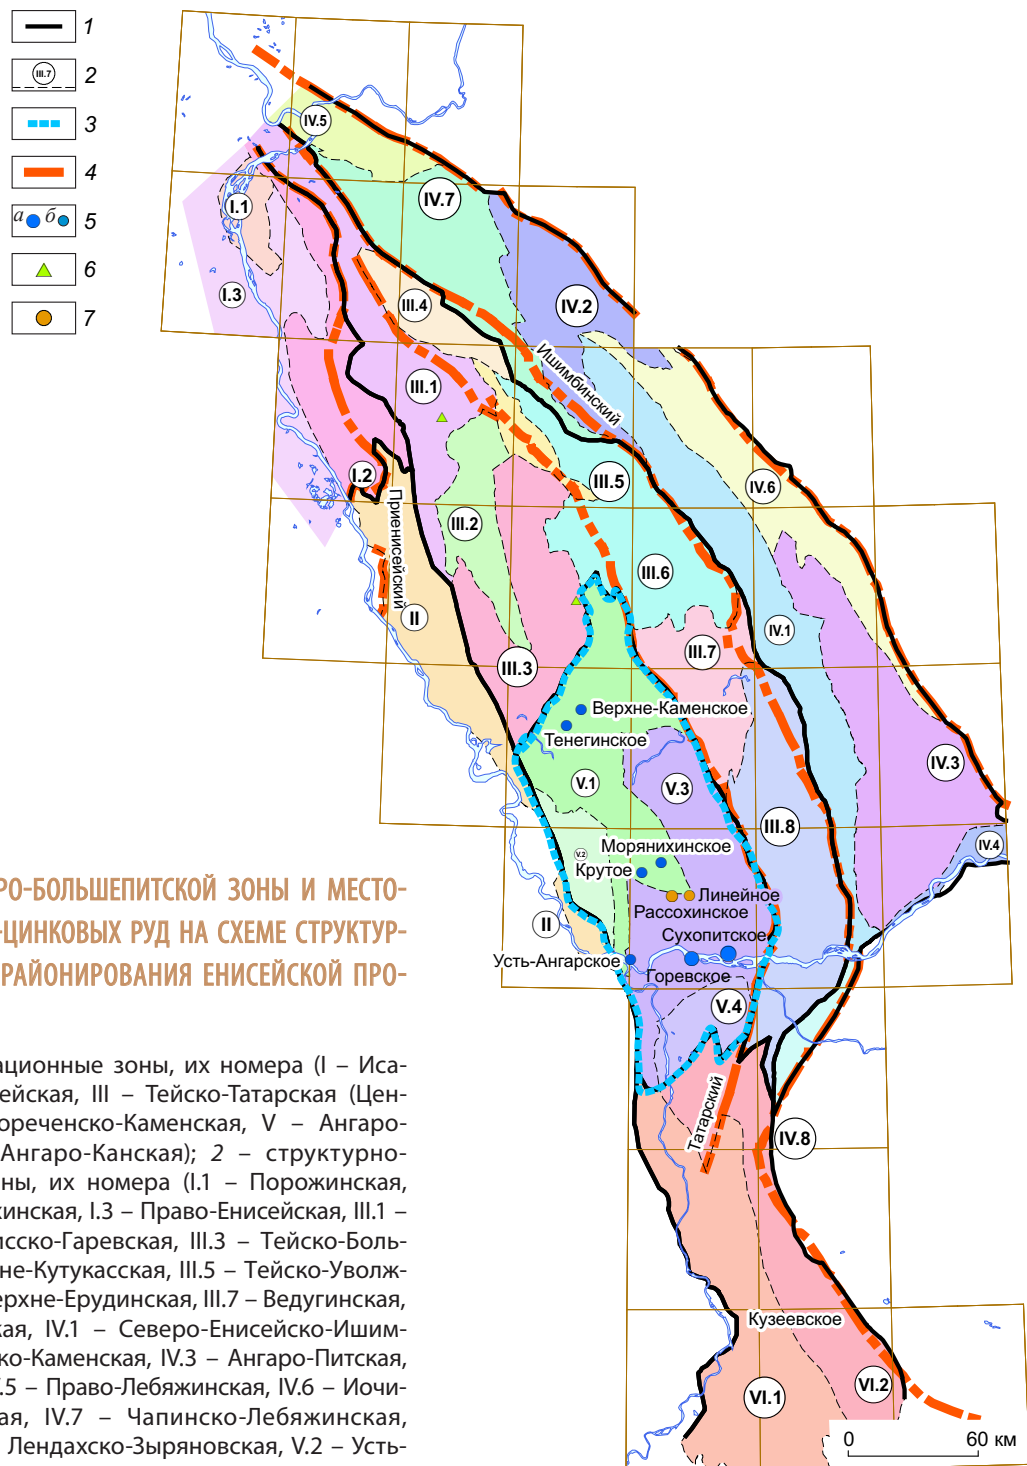 1
III.7 2
3
4
а б 5
6
7
IV.5
IV.7
I.1
I.3
III.4
IV.2
Ишимбинский
III.1
I.2
III.5
IV.6
Приенисейский
III.2
III.6
IV.1
II
III.7
III.3
Верхне-Каменское
Тенегинское
IV.3
V.1
V.3
III.8
V.2
Морянихинское
IV.4
Крутое
Линейное
Рассохинское
II
Сухопитское
Усть-Ангарское
Горевское
V.4
Татарский
IV.8
Кузеевское
VI.1
VI.2
0 60 км
РО-БОЛЬШЕПИТСКОЙ ЗОНЫ И МЕСТО-
-ЦИНКОВЫХ РУД НА СХЕМЕ СТРУКТУР-
РАЙОНИРОВАНИЯ ЕНИСЕЙСКОЙ ПРО-
ационные зоны, их номера (I – Иса-
ейская, III – Тейско-Татарская (Цен-
ореченско-Каменская, V – Ангаро-
Ангаро-Канская); 2 – структурно-
ны, их номера (I.1 – Порожинская,
кинская, I.3 – Право-Енисейская, III.1 –
исско-Гаревская, III.3 – Тейско-Боль-
не-Кутукасская, III.5 – Тейско-Уволж-
ерхне-Ерудинская, III.7 – Ведугинская,
кая, IV.1 – Северо-Енисейско-Ишим-
ко-Каменская, IV.3 – Ангаро-Питская,
.5 – Право-Лебяжинская, IV.6 – Иочи-
ая, IV.7 – Чапинско-Лебяжинская,
Лендахско-Зыряновская, V.2 – Усть-